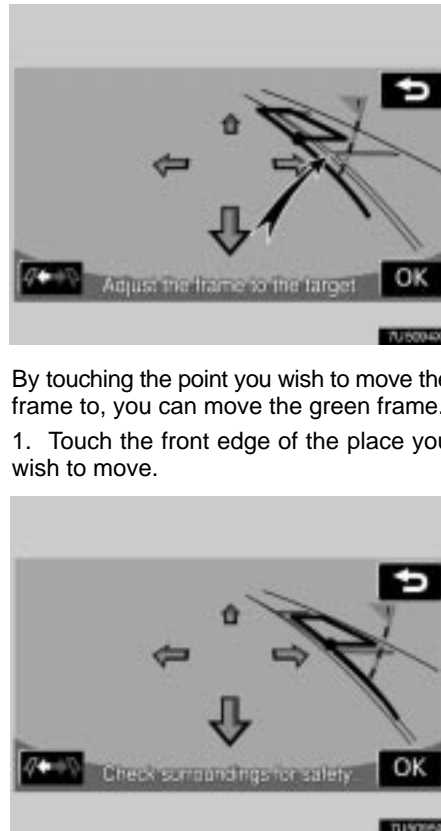 Adjust the frame to the target
OK
By touching the point you wish to move the
frame to, you can move the green frame.
1. Touch the front edge of the place you
wish to move.
Check surroundings for safety.
OK